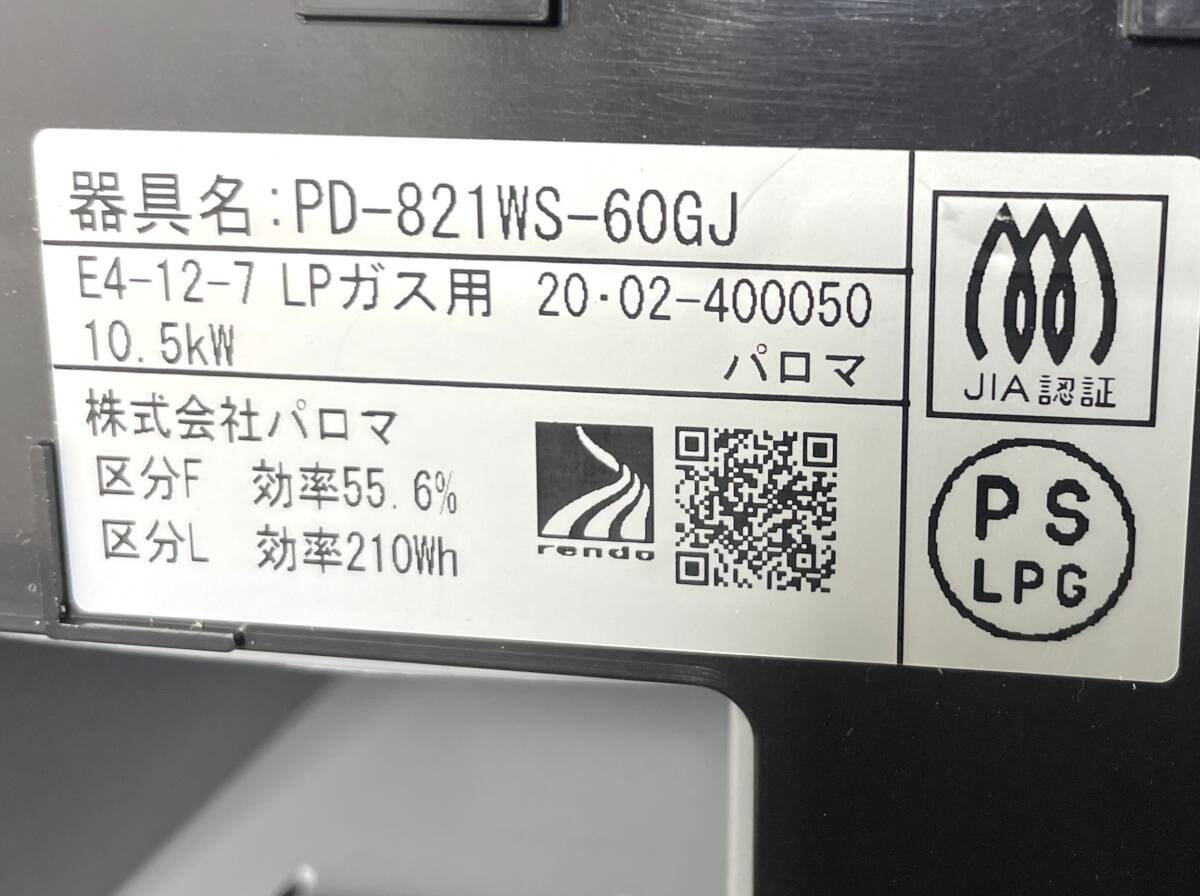 器具名:PD-821WS-60GJ
E4-12-7 LPガス用 20・02-400050
10.5kW パロマ
株式会社パロマ
区分F 効率55.6%
区分L 効率210Wh
rendo
JIA認証
PS
LPG